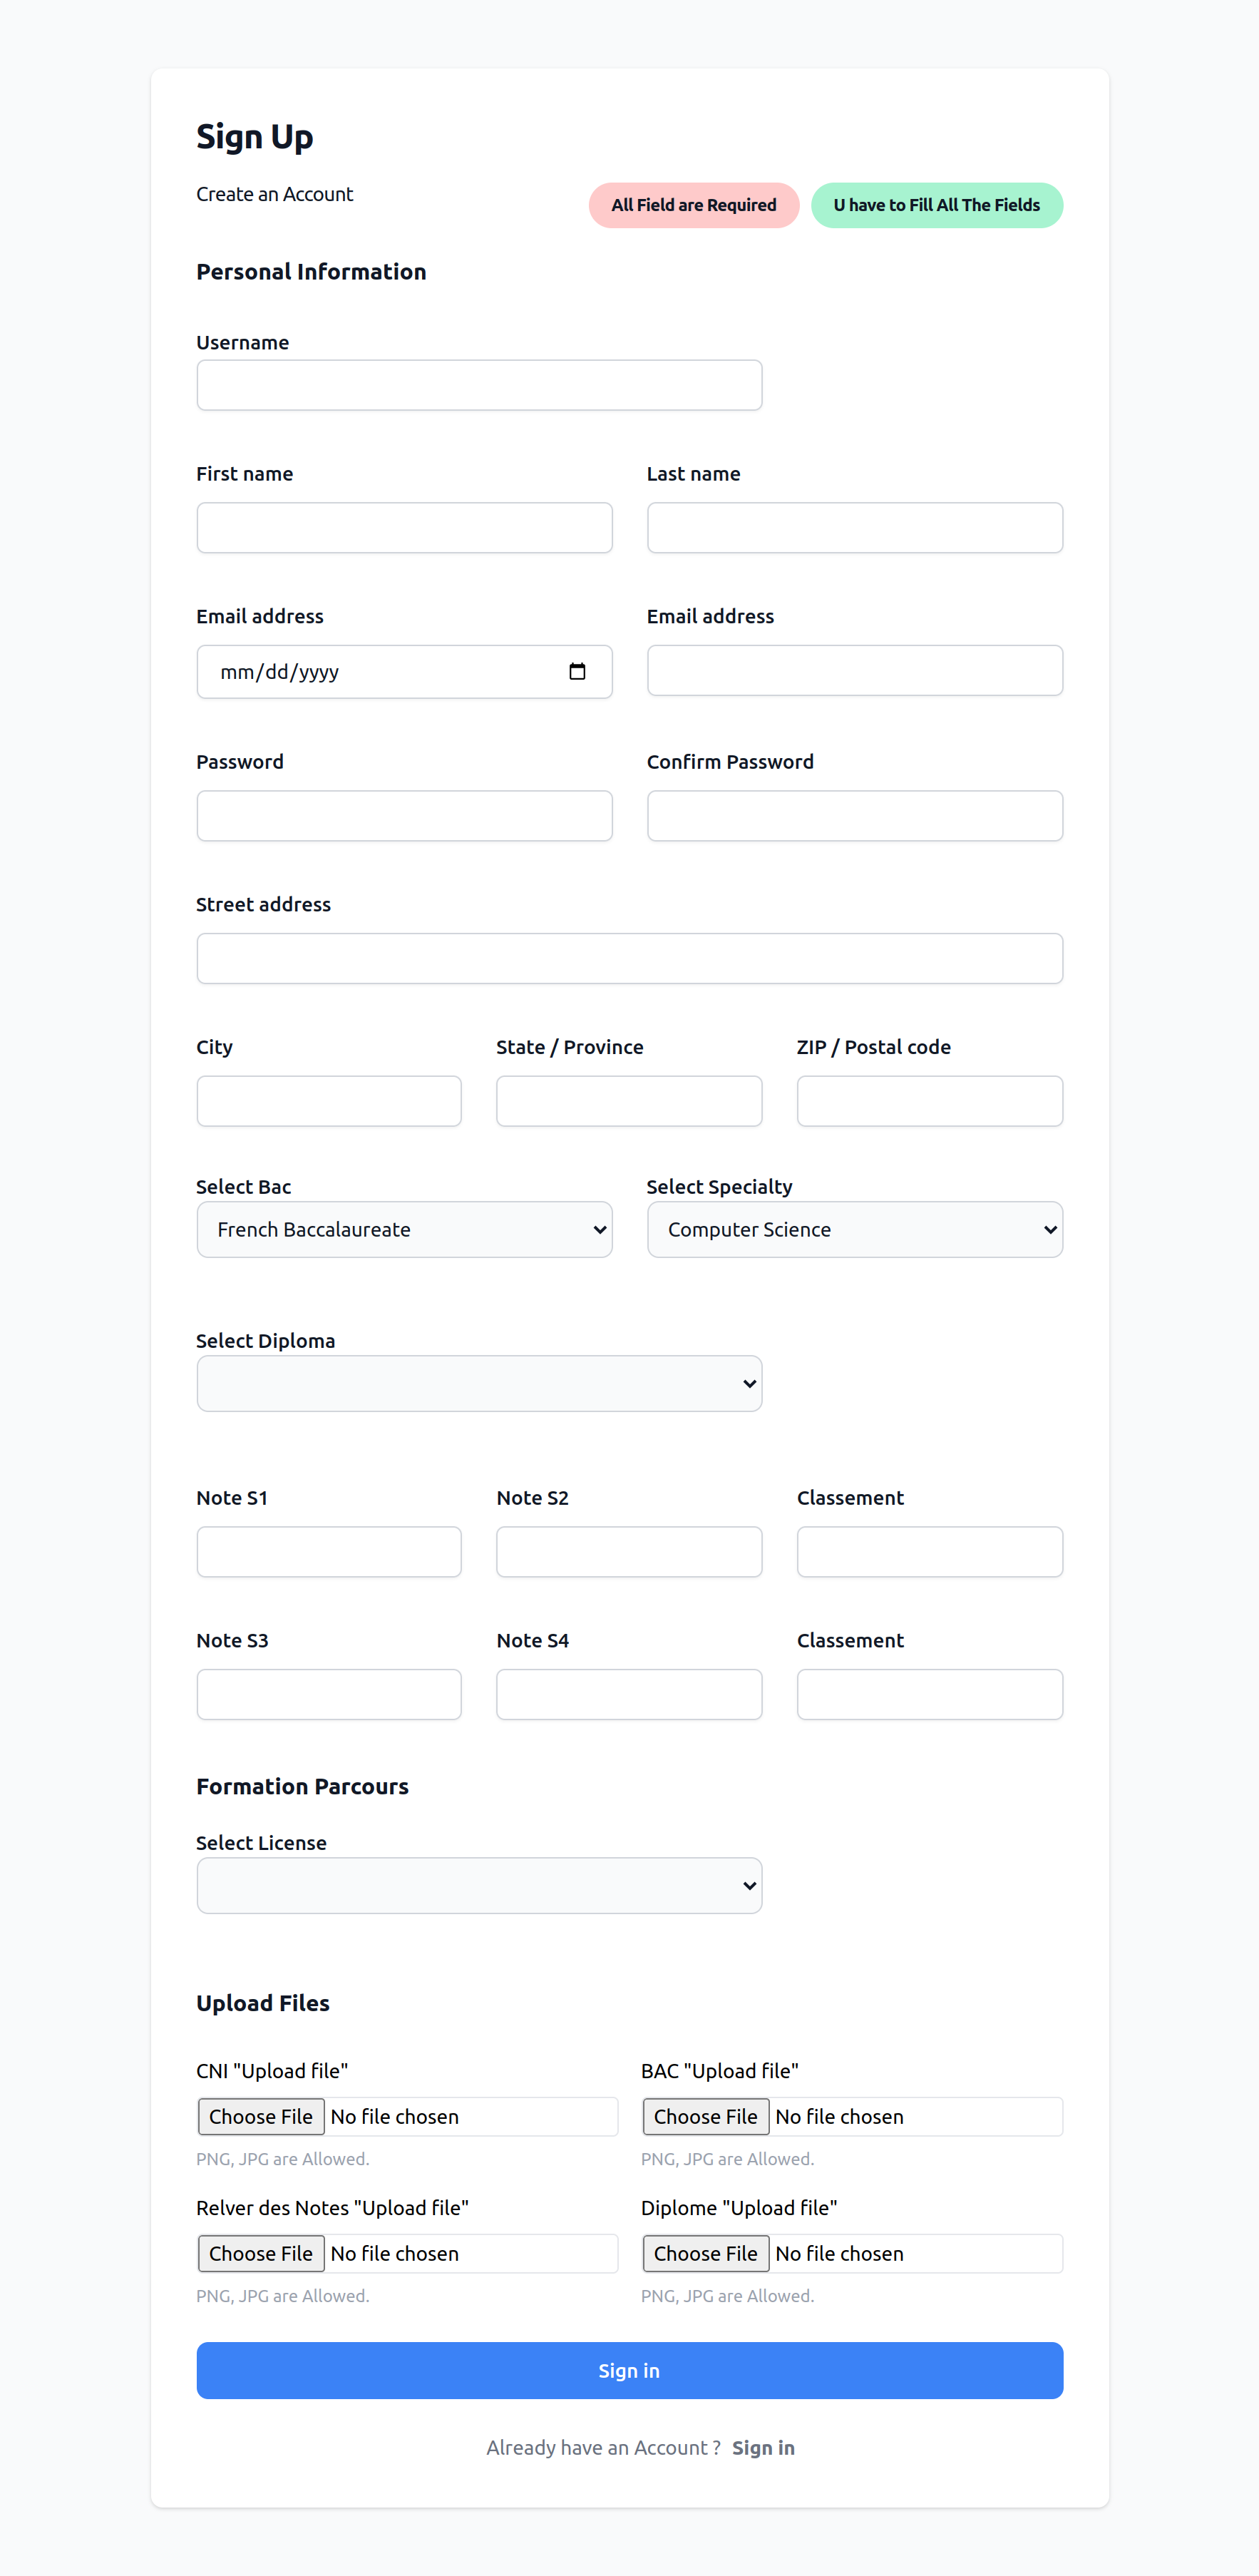 Sign Up
Create an Account
All Field are Required
U have to Fill All The Fields
Personal Information
Username
First name
Last name
Email address
Email address
mm/dd/yyyy
Password
Confirm Password
Street address
City
State / Province
ZIP / Postal code
Select Bac
Select Specialty
French Baccalaureate
Computer Science
Select Diploma
Note S1
Note S2
Classement
Note S3
Note S4
Classement
Formation Parcours
Select License
Upload Files
CNI "Upload file"
BAC "Upload file"
Choose File No file chosen
Choose File No file chosen
PNG, JPG are Allowed.
PNG, JPG are Allowed.
Relver des Notes "Upload file"
Diplome "Upload file"
Choose File No file chosen
Choose File No file chosen
PNG, JPG are Allowed.
PNG, JPG are Allowed.
Sign in
Already have an Account ? Sign in